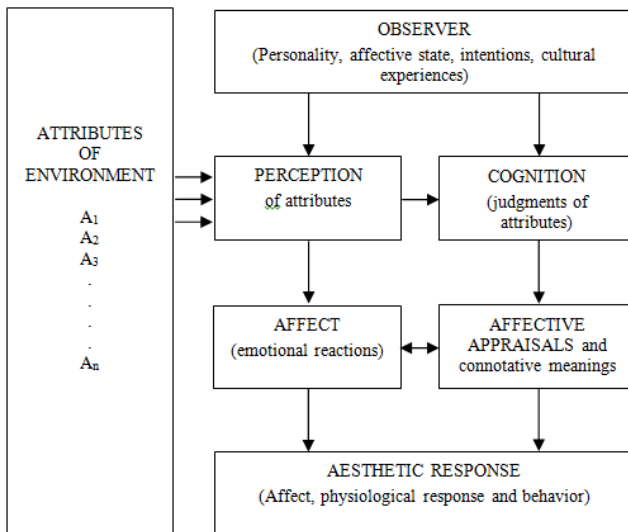 OBSERVER
(Personality, affective state, intentions, cultural
experiences)
ATTRIBUTES
OF
ENVIRONMENT
A1
A2
A3
.
.
.
.
An
PERCEPTION
of attributes
COGNITION
(judgments of
attributes)
AFFECT
(emotional reactions)
AFFECTIVE
APPRAISALS and
connotative meanings
AESTHETIC RESPONSE
(Affect, physiological response and behavior)